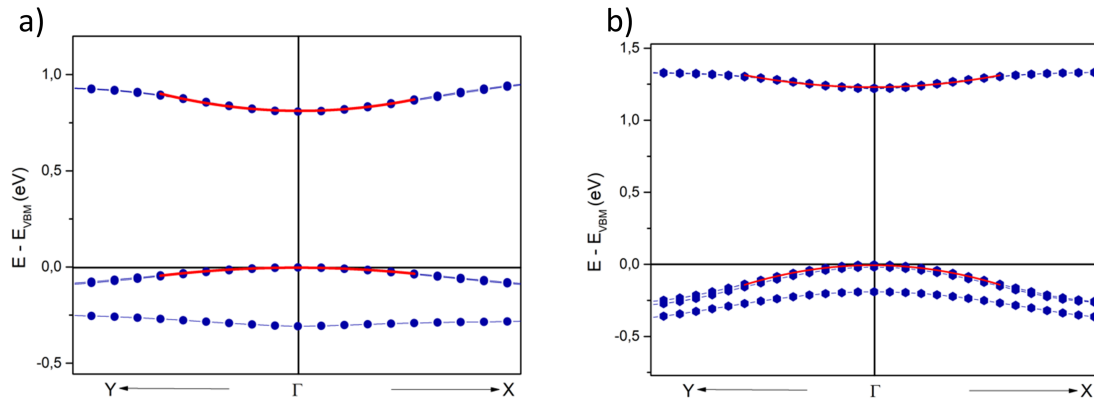 a)
1,0
0,5
0,0
-0,5
E - E_VBM (eV)
Y Γ X
b)
1,5
1,0
0,5
0,0
-0,5
E - E_VBM (eV)
Y Γ X